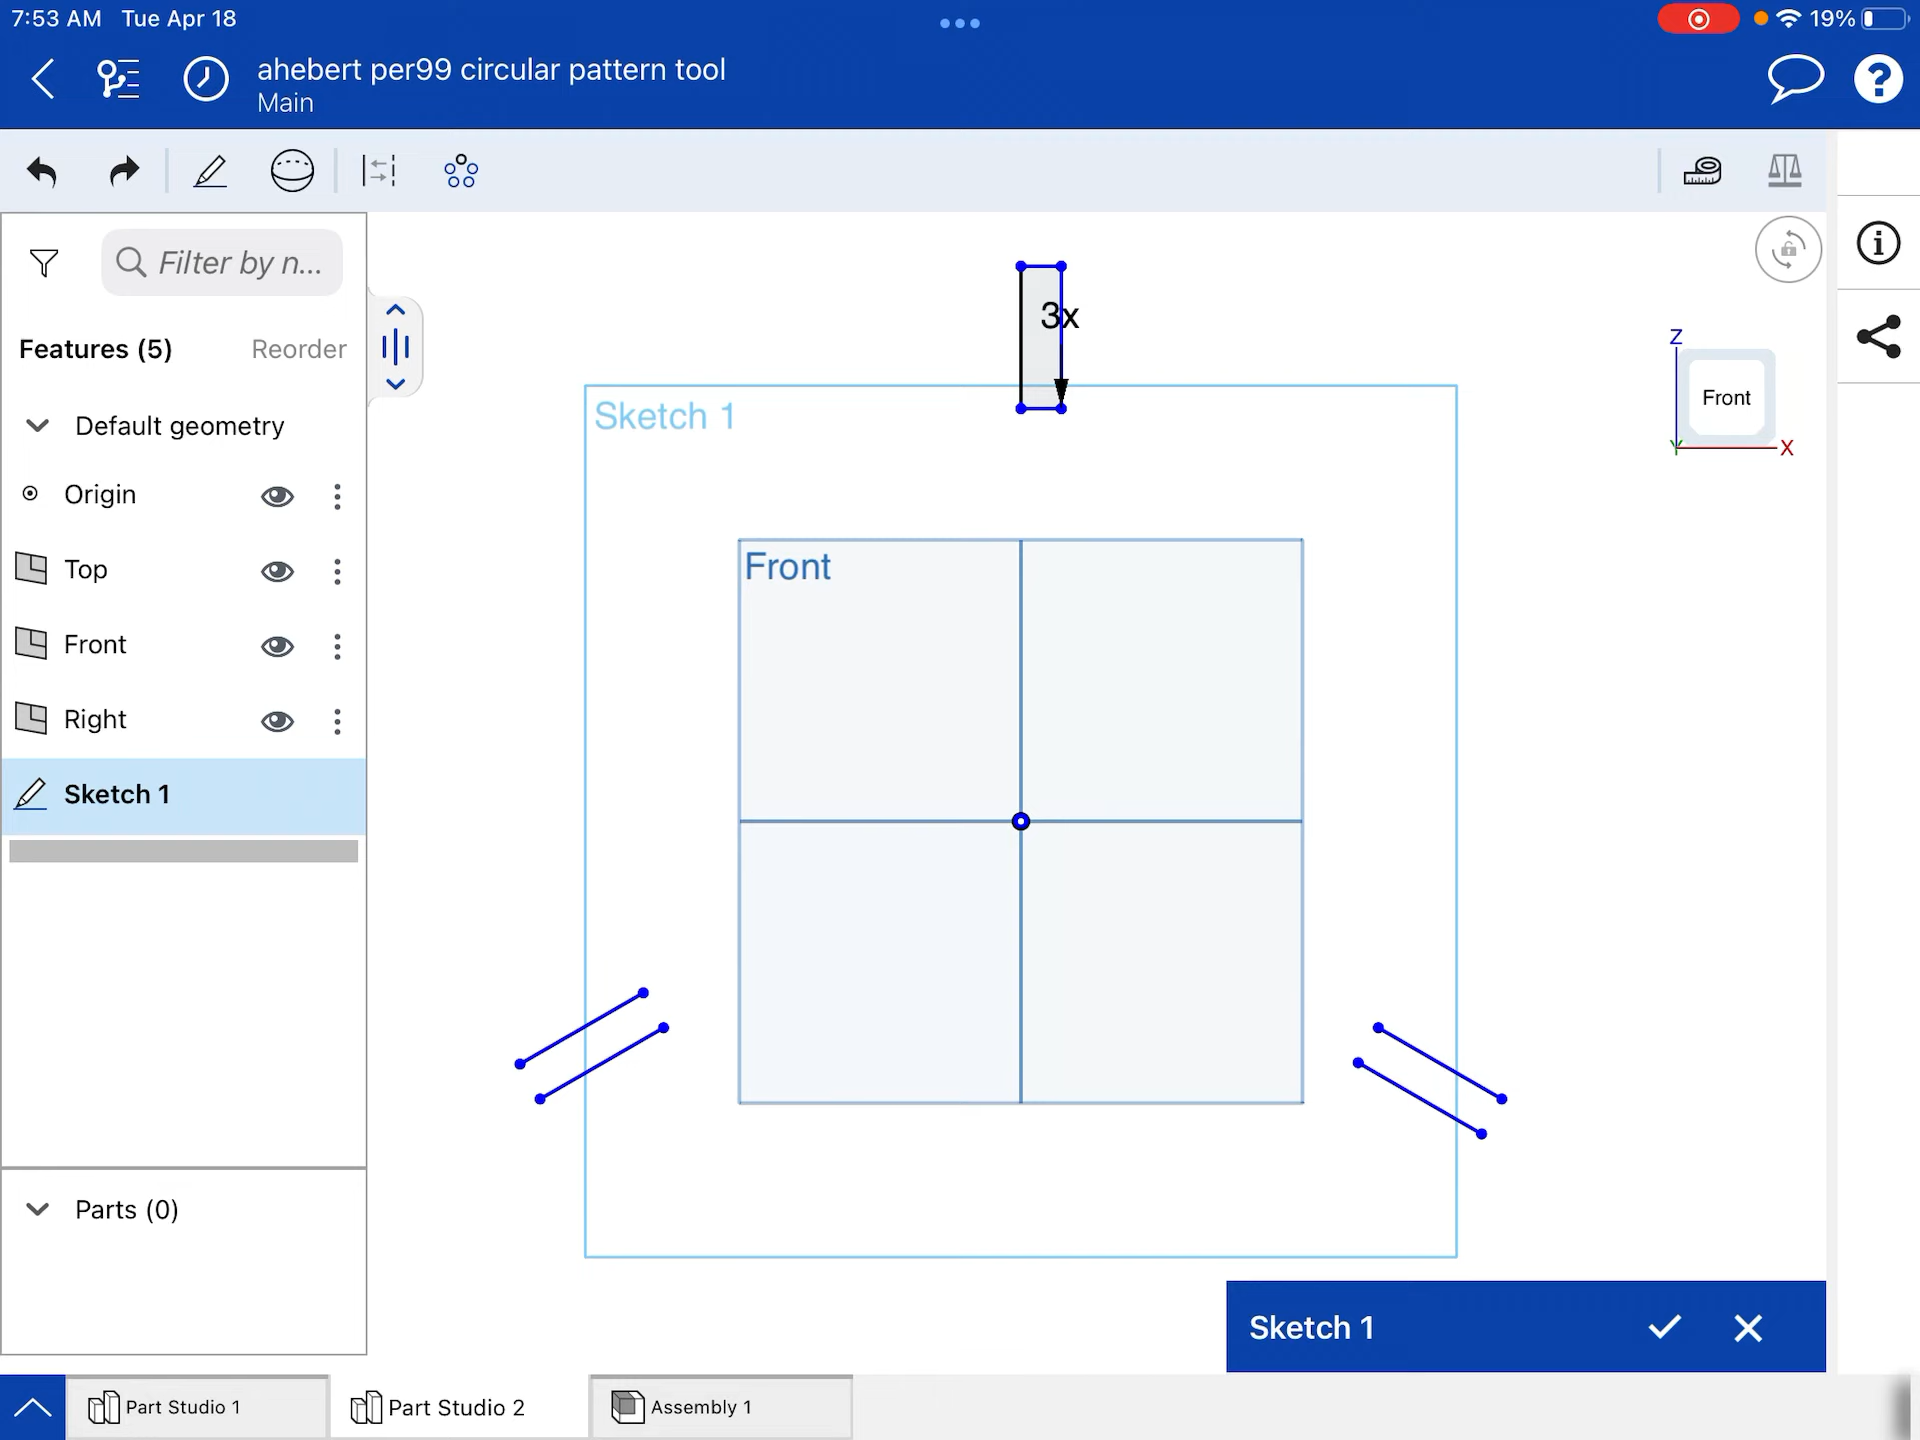 7:53 AM Tue Apr 18
19%
ahebert per99 circular pattern tool
Main
Filter by n...
Features (5)
Reorder
Default geometry
Origin
Top
Front
Right
Sketch 1
Parts (0)
3x
Sketch 1
Front
Z
Front
Y
X
Sketch 1
Part Studio 1
Part Studio 2
Assembly 1